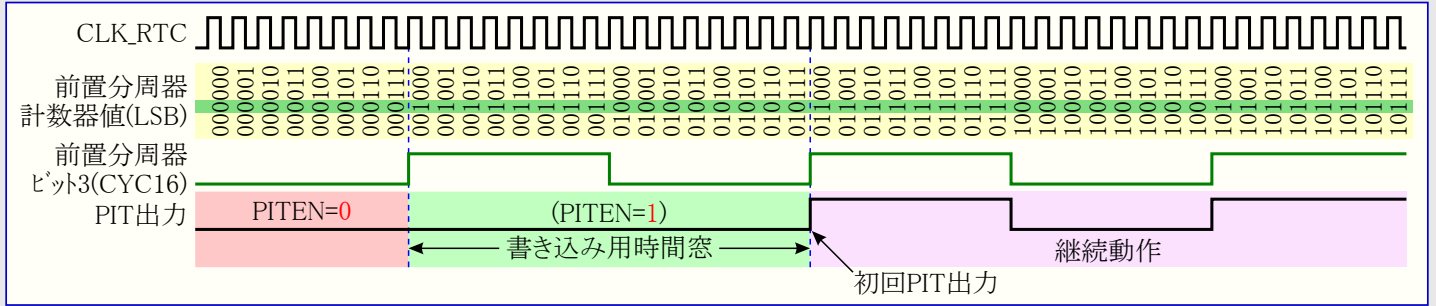 CLK_RTC
前置分周器
計数器値(LSB)
000000 000001 000010 000011 000100 000101 000110 000111 001000 001001 001010 001011 001100 001101 001110 001111 010000 010001 010010 010011 010100 010101 010110 010111 011000 011001 011010 011011 011100 011101 011110 011111 100000 100001 100010 100011 100100 100101 100110 100111 101000 101001 101010 101011 101100 101101 101110 101111
前置分周器
ビット3(CYC16)
PIT出力 PITEN=0 (PITEN=1)
書き込み用時間窓 継続動作
初回PIT出力